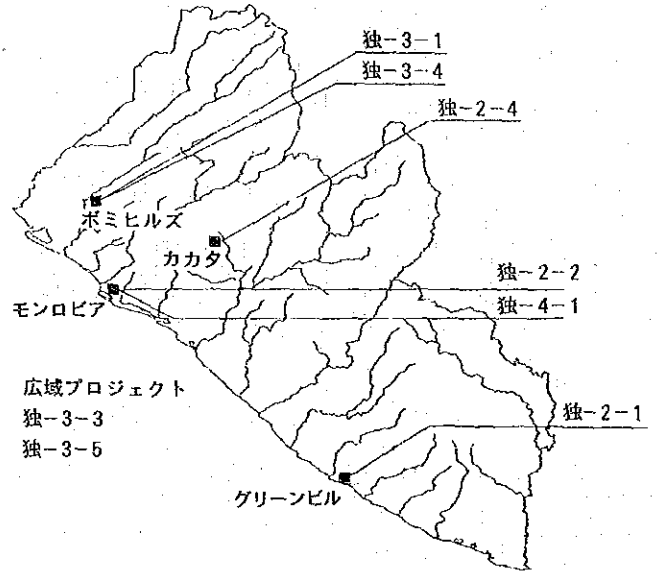 独-3-1
独-3-4
独-2-4
ボミヒルズ
カカタ
独-2-2
モンロビア
独-4-1
広域プロジェクト
独-3-3
独-3-5
独-2-1
グリーンビル